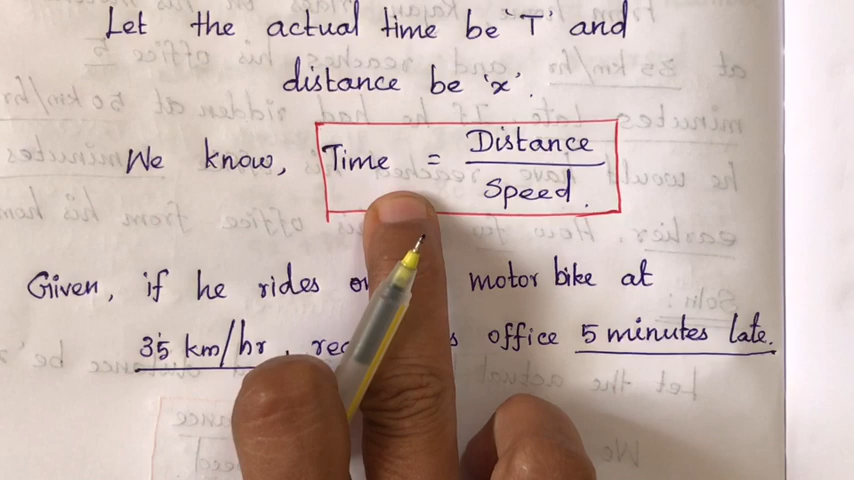 Let the actual time be 'T' and
distance be 'x'.
We know, Time = Distance
Speed.
Given, if he rides motor bike at
35 km/hr, office 5 minutes late.